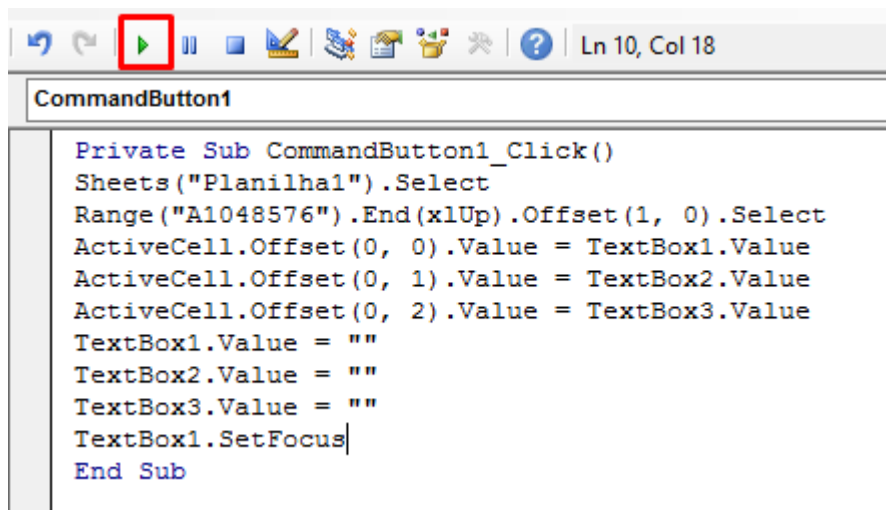 Ln 10, Col 18
CommandButton1
Private Sub CommandButton1_Click()
Sheets("Planilha1").Select
Range("A1048576").End(xlUp).Offset(1, 0).Select
ActiveCell.Offset(0, 0).Value = TextBox1.Value
ActiveCell.Offset(0, 1).Value = TextBox2.Value
ActiveCell.Offset(0, 2).Value = TextBox3.Value
TextBox1.Value = ""
TextBox2.Value = ""
TextBox3.Value = ""
TextBox1.SetFocus
End Sub